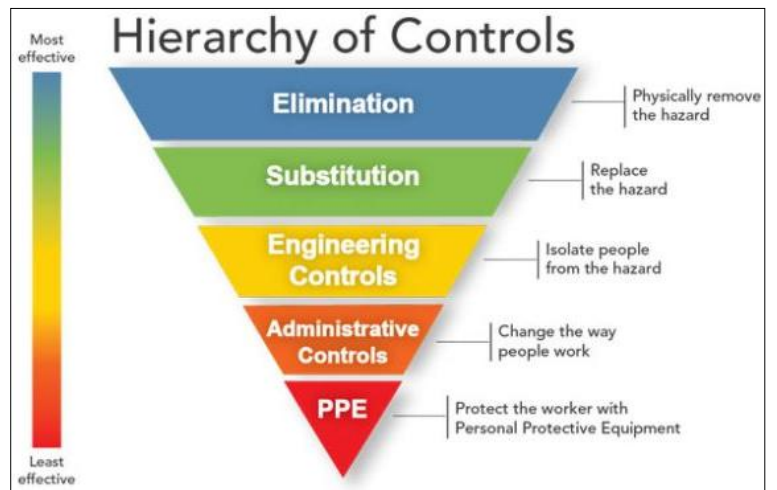 Hierarchy of Controls
Most
effective
Elimination
Physically remove
the hazard
Substitution
Replace
the hazard
Engineering
Controls
Isolate people
from the hazard
Administrative
Controls
Change the way
people work
PPE
Protect the worker with
Personal Protective Equipment
Least
effective